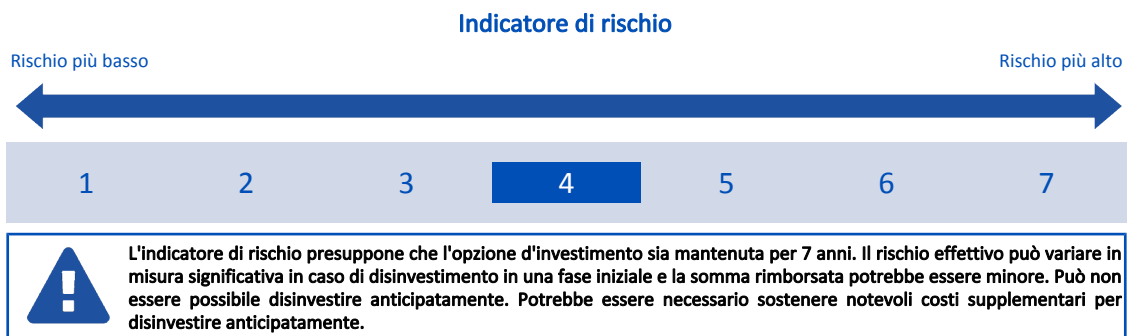 Indicatore di rischio
Rischio più basso
Rischio più alto
1 2 3 4 5 6 7
L'indicatore di rischio presuppone che l'opzione d'investimento sia mantenuta per 7 anni. Il rischio effettivo può variare in
misura significativa in caso di disinvestimento in una fase iniziale e la somma rimborsata potrebbe essere minore. Può non
essere possibile disinvestire anticipatamente. Potrebbe essere necessario sostenere notevoli costi supplementari per
disinvestire anticipatamente.